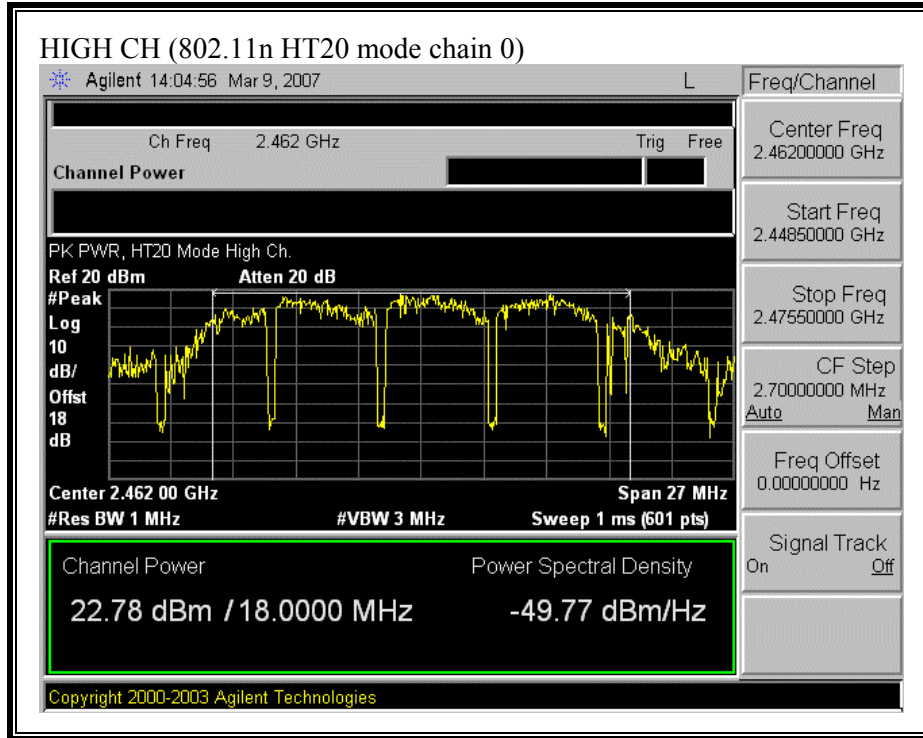 HIGH CH (802.11n HT20 mode chain 0)
Agilent 14:04:56 Mar 9, 2007 L
Freq/Channel
Ch Freq 2.462 GHz Trig Free
Channel Power
PK PWR, HT20 Mode High Ch.
Ref 20 dBm Atten 20 dB
#Peak
Log
10
dB/
Offst
18
dB
Center 2.462 00 GHz Span 27 MHz
#Res BW 1 MHz #VBW 3 MHz Sweep 1 ms (601 pts)
Channel Power Power Spectral Density
22.78 dBm / 18.0000 MHz -49.77 dBm/Hz
Copyright 2000-2003 Agilent Technologies
Center Freq
2.46200000 GHz
Start Freq
2.44850000 GHz
Stop Freq
2.47550000 GHz
CF Step
2.70000000 MHz
Auto Man
Freq Offset
0.00000000 Hz
Signal Track
On Off